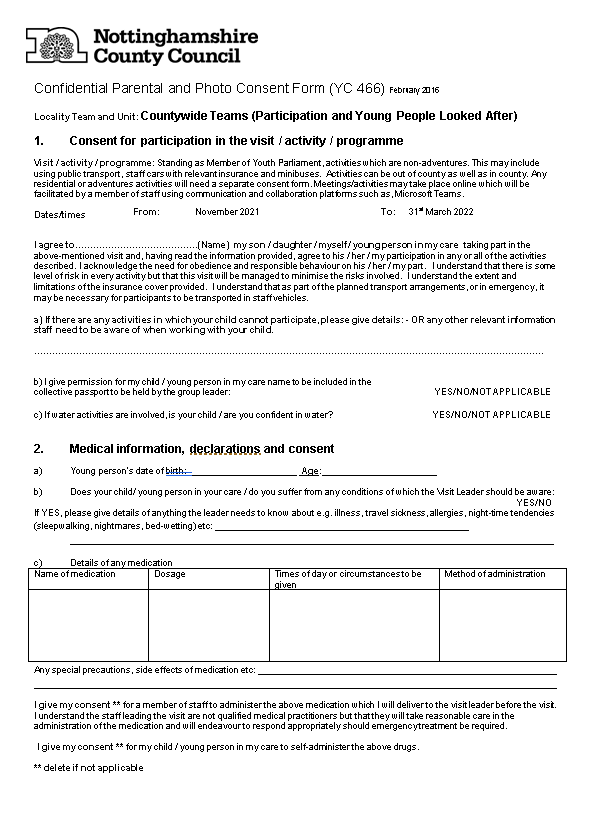 Nottinghamshire
County Council
Confidential Parental and Photo Consent Form (YC 466) February 2016
Locality Team and Unit: Countywide Teams (Participation and Young People Looked After)
1. Consent for participation in the visit / activity / programme
Visit / activity / programme: Standing as Member of Youth Parliament, activities which are non-adventures. This may include
using public transport, staff cars with relevant insurance and minibuses. Activities can be out of county as well as in county. Any
residential or adventures activities will need a separate consent form. Meetings/activities may take place online which will be
facilitated by a member of staff using communication and collaboration platforms such as, Microsoft Teams.
Dates/times From: November 2021 To: 31st March 2022
I agree to.........................................(Name) my son / daughter / myself / young person in my care taking part in the
above-mentioned visit and, having read the information provided, agree to his / her / my participation in any or all of the activities
described. I acknowledge the need for obedience and responsible behaviour on his / her / my part. I understand that there is some
level of risk in every activity but that this visit will be managed to minimise the risks involved. I understand the extent and
limitations of the insurance cover provided. I understand that as part of the planned transport arrangements, or in emergency, it
may be necessary for participants to be transported in staff vehicles.
a) If there are any activities in which your child cannot participate, please give details: - OR any other relevant information
staff need to be aware of when working with your child.
....................................................................................................................................................................
b) I give permission for my child / young person in my care name to be included in the
collective passport to be held by the group leader: YES/NO/NOT APPLICABLE
c) If water activities are involved, is your child / are you confident in water? YES/NO/NOT APPLICABLE
2. Medical information, declarations and consent
a) Young person's date of birth: ______________________ Age: ______________________
b) Does your child/ young person in your care / do you suffer from any conditions of which the Visit Leader should be aware:
YES/NO
If YES, please give details of anything the leader needs to know about e.g. illness, travel sickness, allergies, night-time tendencies
(sleepwalking, nightmares, bed-wetting) etc: ______________________
c) Details of any medication
Name of medication Dosage Times of day or circumstances to be Method of administration
given
Any special precautions, side effects of medication etc: ______________________
I give my consent ** for a member of staff to administer the above medication which I will deliver to the visit leader before the visit.
I understand the staff leading the visit are not qualified medical practitioners but that they will take reasonable care in the
administration of the medication and will endeavour to respond appropriately should emergency treatment be required.
I give my consent ** for my child / young person in my care to self-administer the above drugs.
** delete if not applicable